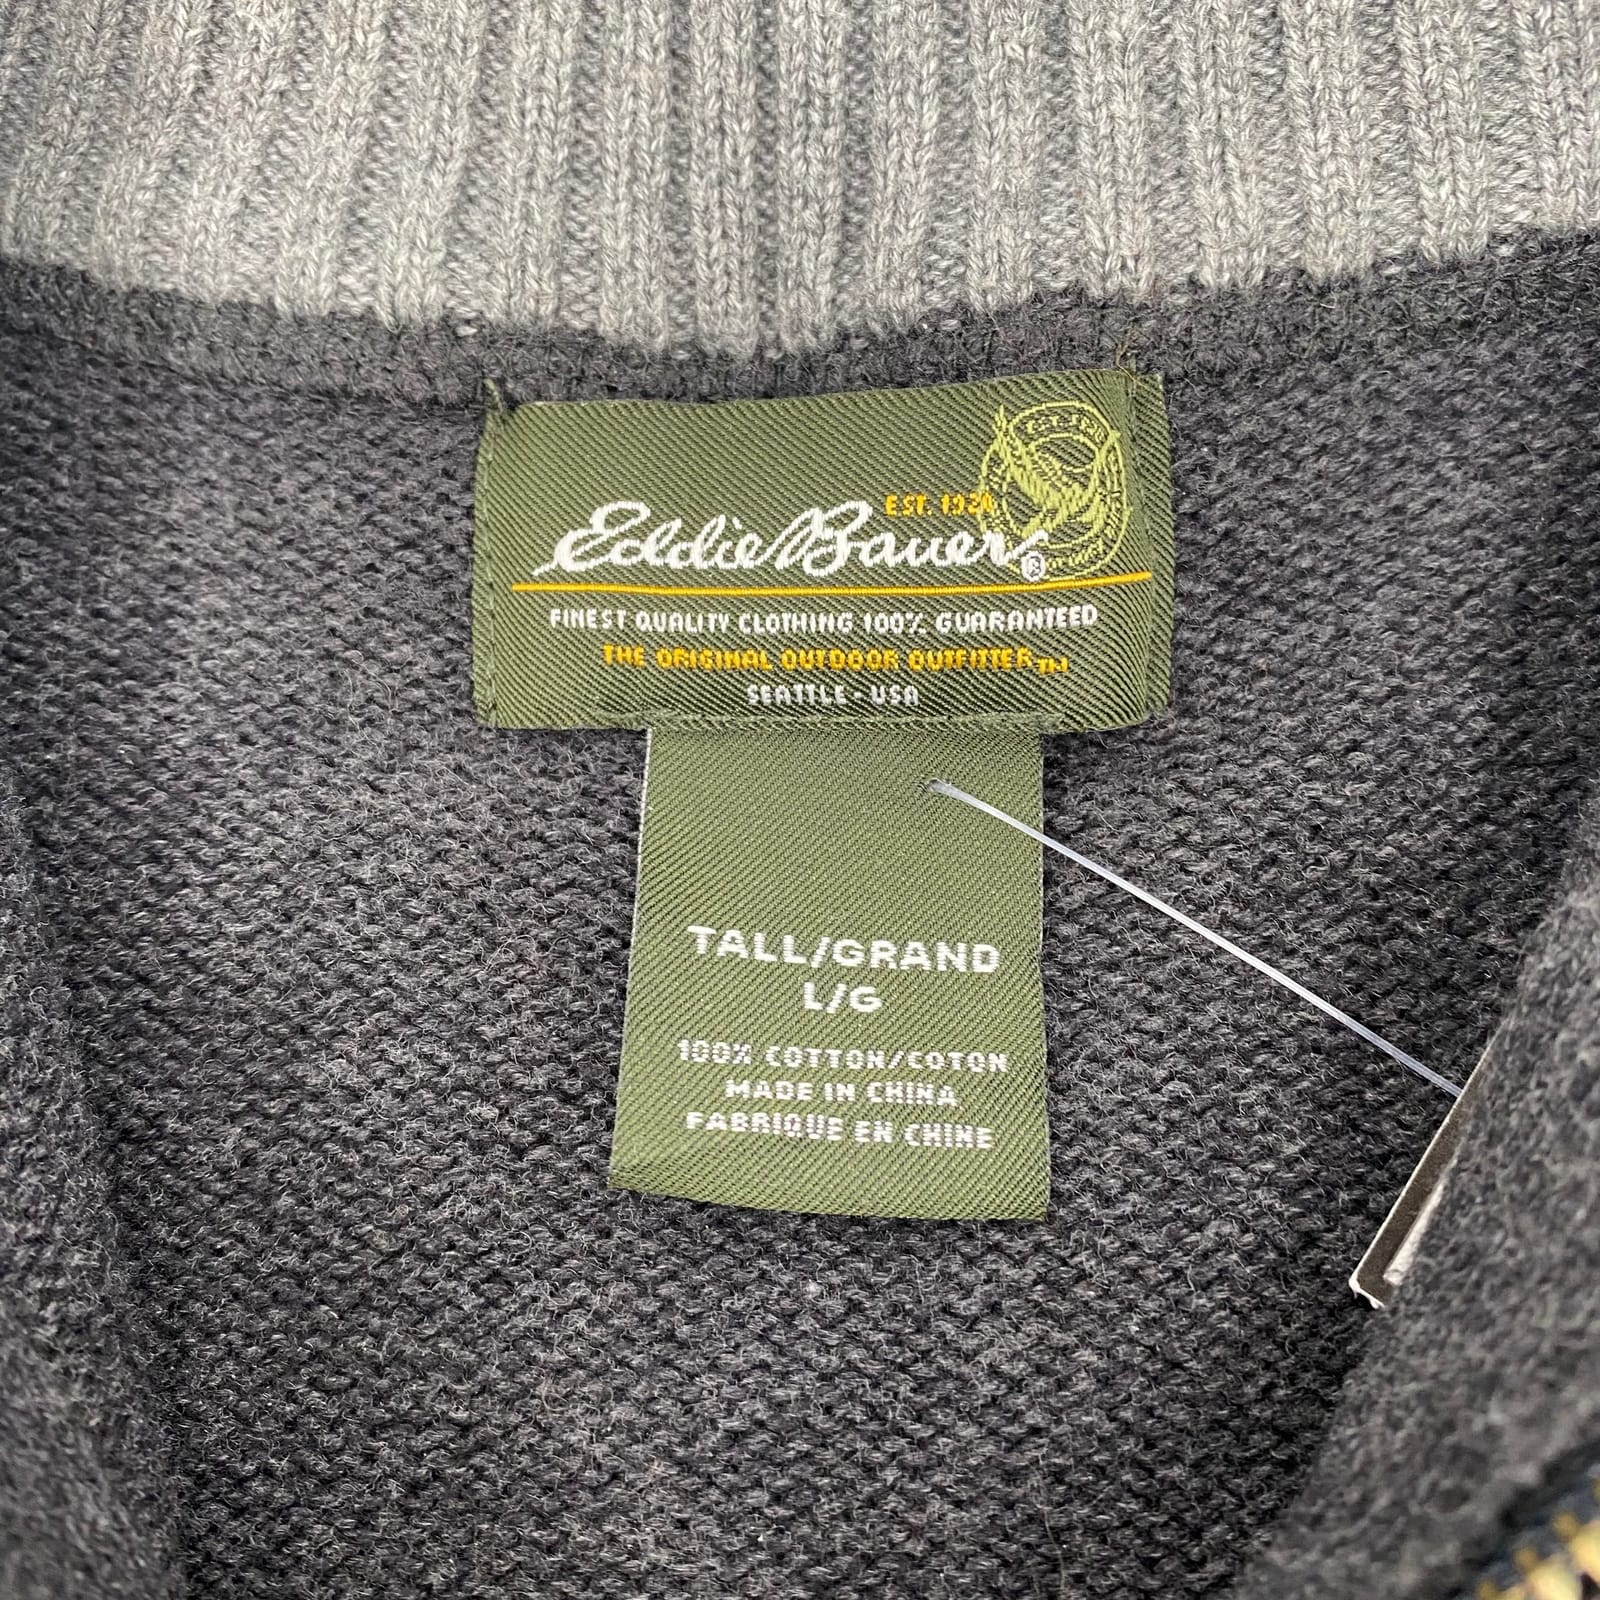 EST. 1920
Eddie Bauer®
FINEST QUALITY CLOTHING 100% GUARANTEED
THE ORIGINAL OUTDOOR OUTFITTER™
SEATTLE - USA
TALL/GRAND
L/G
100% COTTON/COTON
MADE IN CHINA
FABRIQUE EN CHINE